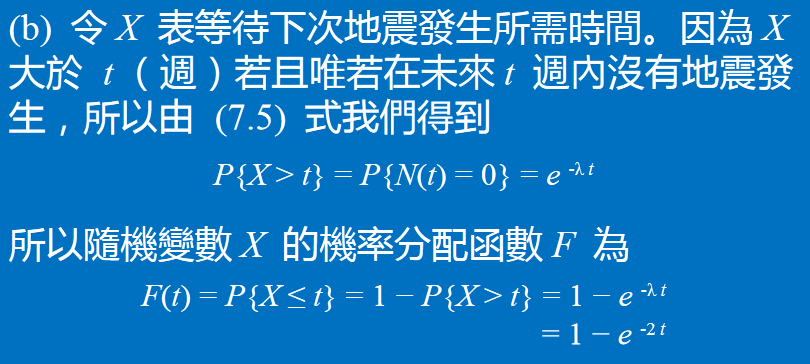 (b) 令 X 表等待下次地震發生所需時間。因為 X
大於 t（週）若且唯若在未來 t 週內沒有地震發
生，所以由 (7.5) 式我們得到
P{X > t} = P{N(t) = 0} = e^{-λt}
所以隨機變數 X 的機率分配函數 F 為
F(t) = P{X ≤ t} = 1 − P{X > t} = 1 − e^{-λt}
= 1 − e^{-2t}